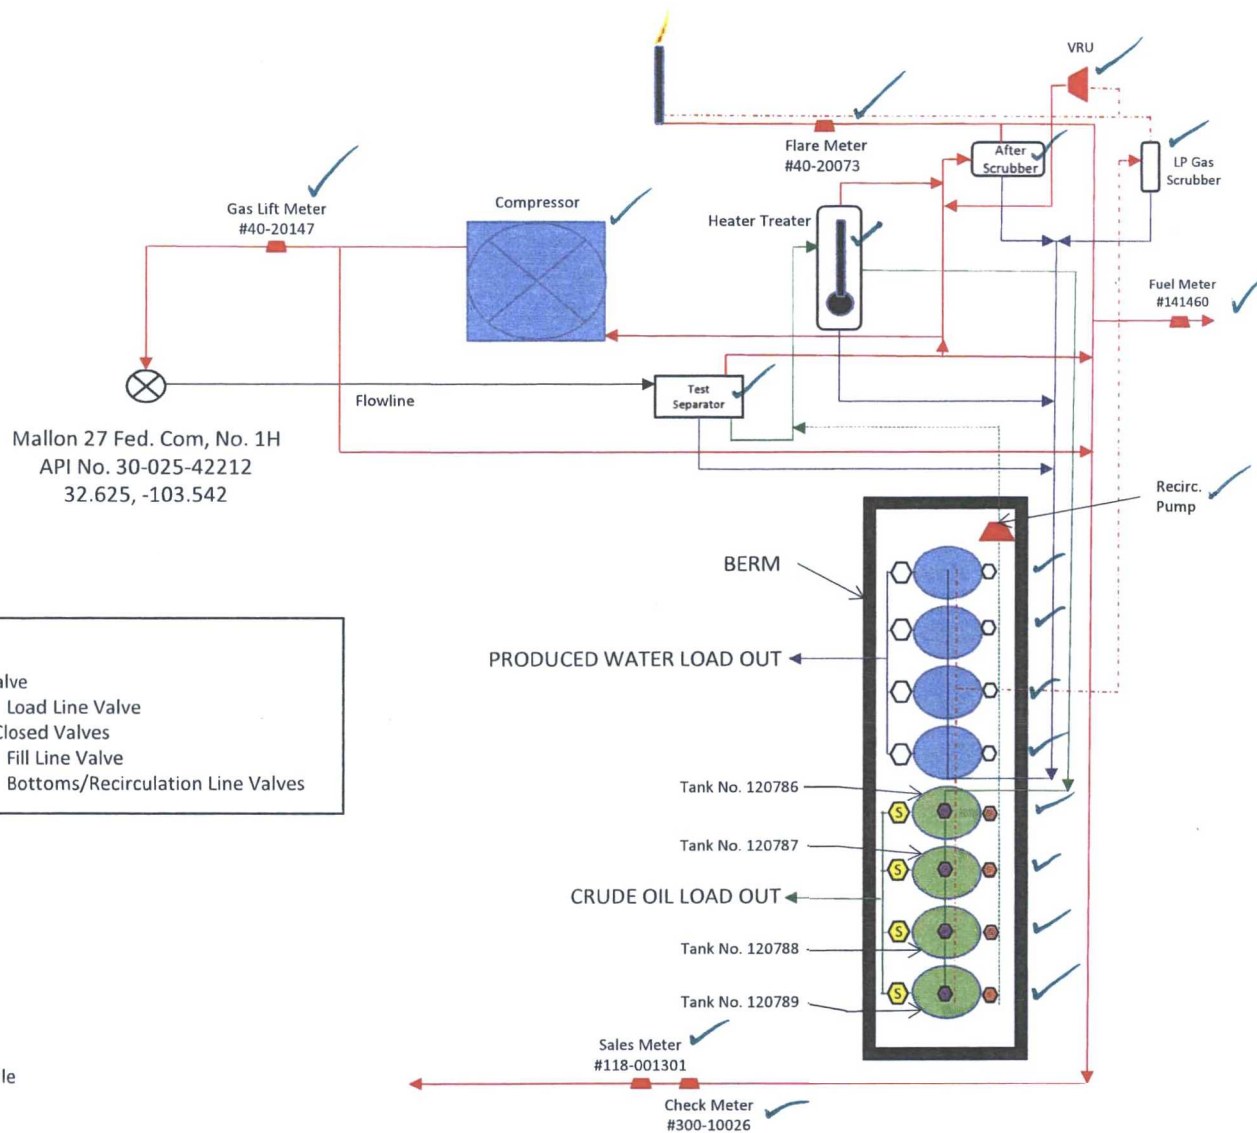 VRU
Flare Meter
#40-20073
After
Scrubber
LP Gas
Scrubber
Gas Lift Meter
#40-20147
Compressor
Heater Treater
Fuel Meter
#141460
Test
Separator
Flowline
Mallon 27 Fed. Com, No. 1H
API No. 30-025-42212
32.625, -103.542
Recirc.
Pump
BERM
PRODUCED WATER LOAD OUT
alve
Load Line Valve
Closed Valves
Fill Line Valve
Bottoms/Recirculation Line Valves
Tank No. 120786
S
Tank No. 120787
S
CRUDE OIL LOAD OUT
S
Tank No. 120788
S
Tank No. 120789
Sales Meter
#118-001301
le
Check Meter
#300-10026